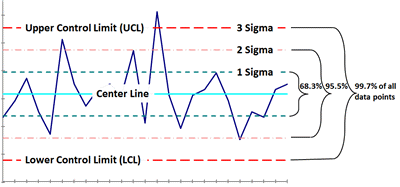 Upper Control Limit (UCL) 3 Sigma
2 Sigma
1 Sigma
Center Line
68.3% 95.5% 99.7% of all
data points
Lower Control Limit (LCL)